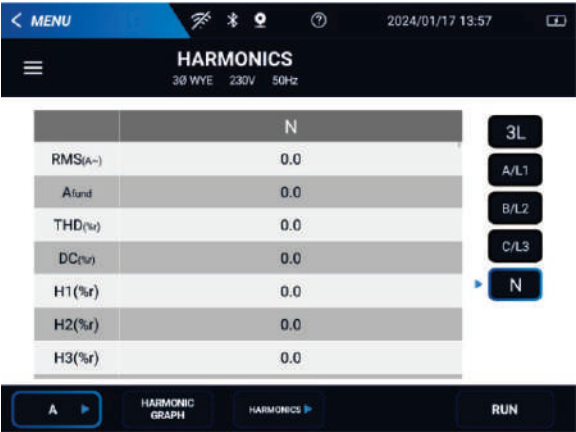 < MENU 2024/01/17 13:57
HARMONICS
3Ø WYE 230V 50Hz
N
RMS(A~) 0.0
Afund 0.0
THD(%r) 0.0
DC(%r) 0.0
H1(%r) 0.0
H2(%r) 0.0
H3(%r) 0.0
3L
A/L1
B/L2
C/L3
N
A
HARMONIC
GRAPH
HARMONICS
RUN